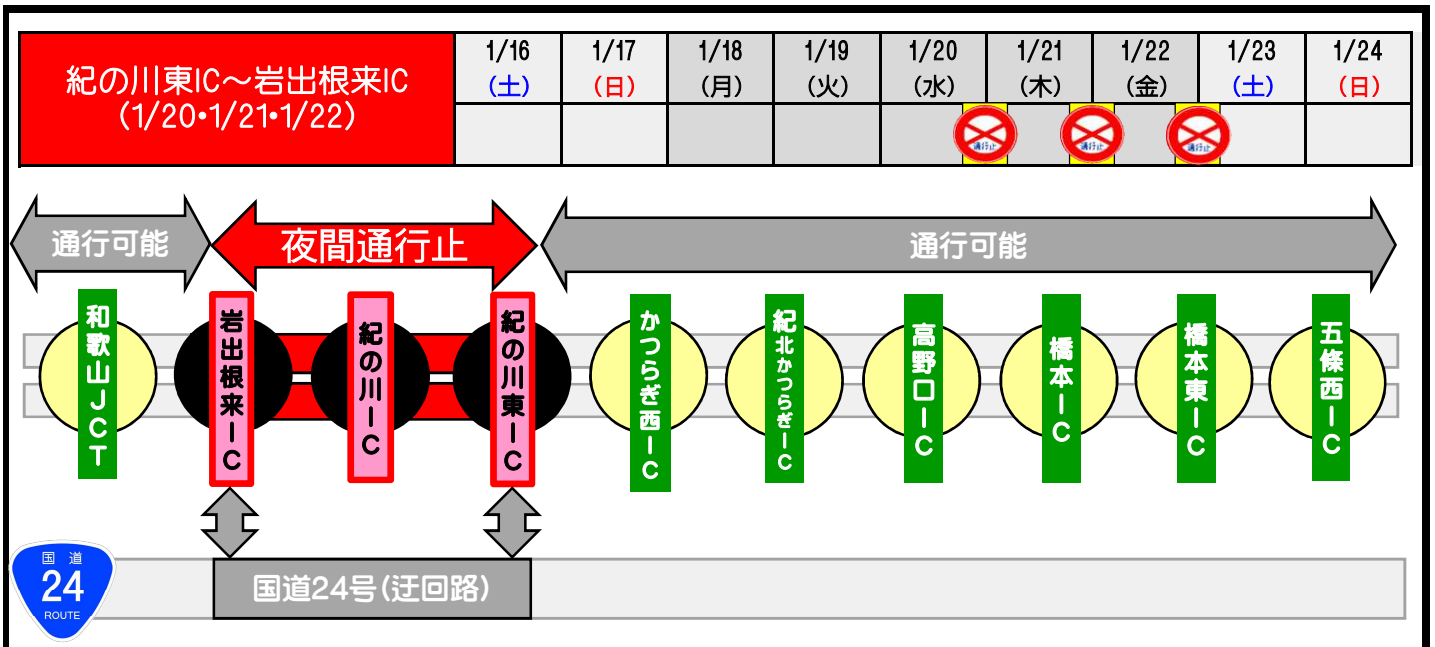 紀の川東IC～岩出根来IC
(1/20•1/21•1/22)
1/16
(土)
1/17
(日)
1/18
(月)
1/19
(火)
1/20
(水)
1/21
(木)
1/22
(金)
1/23
(土)
1/24
(日)
通行止
通行止
通行止
通行可能
夜間通行止
通行可能
和歌山JCT
岩出根来IC
紀の川IC
紀の川東IC
かつらぎ西IC
紀北かつらぎIC
高野口IC
橋本IC
橋本東IC
五條西IC
国道
24
ROUTE
国道24号(迂回路)